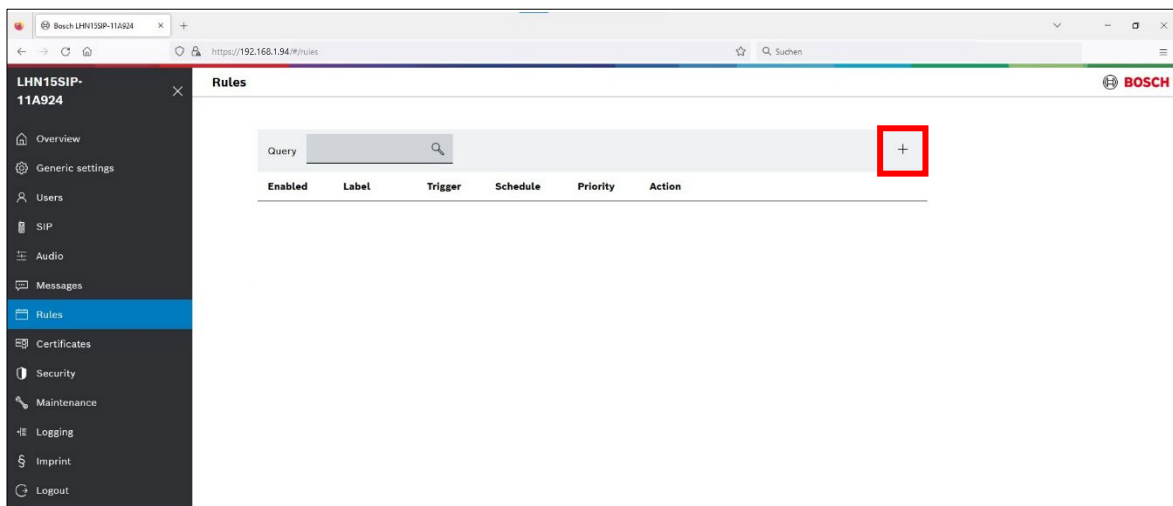 Bosch LHN15SIP-11A924
https://192.168.1.94/#/rules
Suchen
LHN15SIP-
11A924
Rules
BOSCH
Overview
Generic settings
Users
SIP
Audio
Messages
Rules
Certificates
Security
Maintenance
Logging
§ Imprint
Logout
Query
Enabled Label Trigger Schedule Priority Action